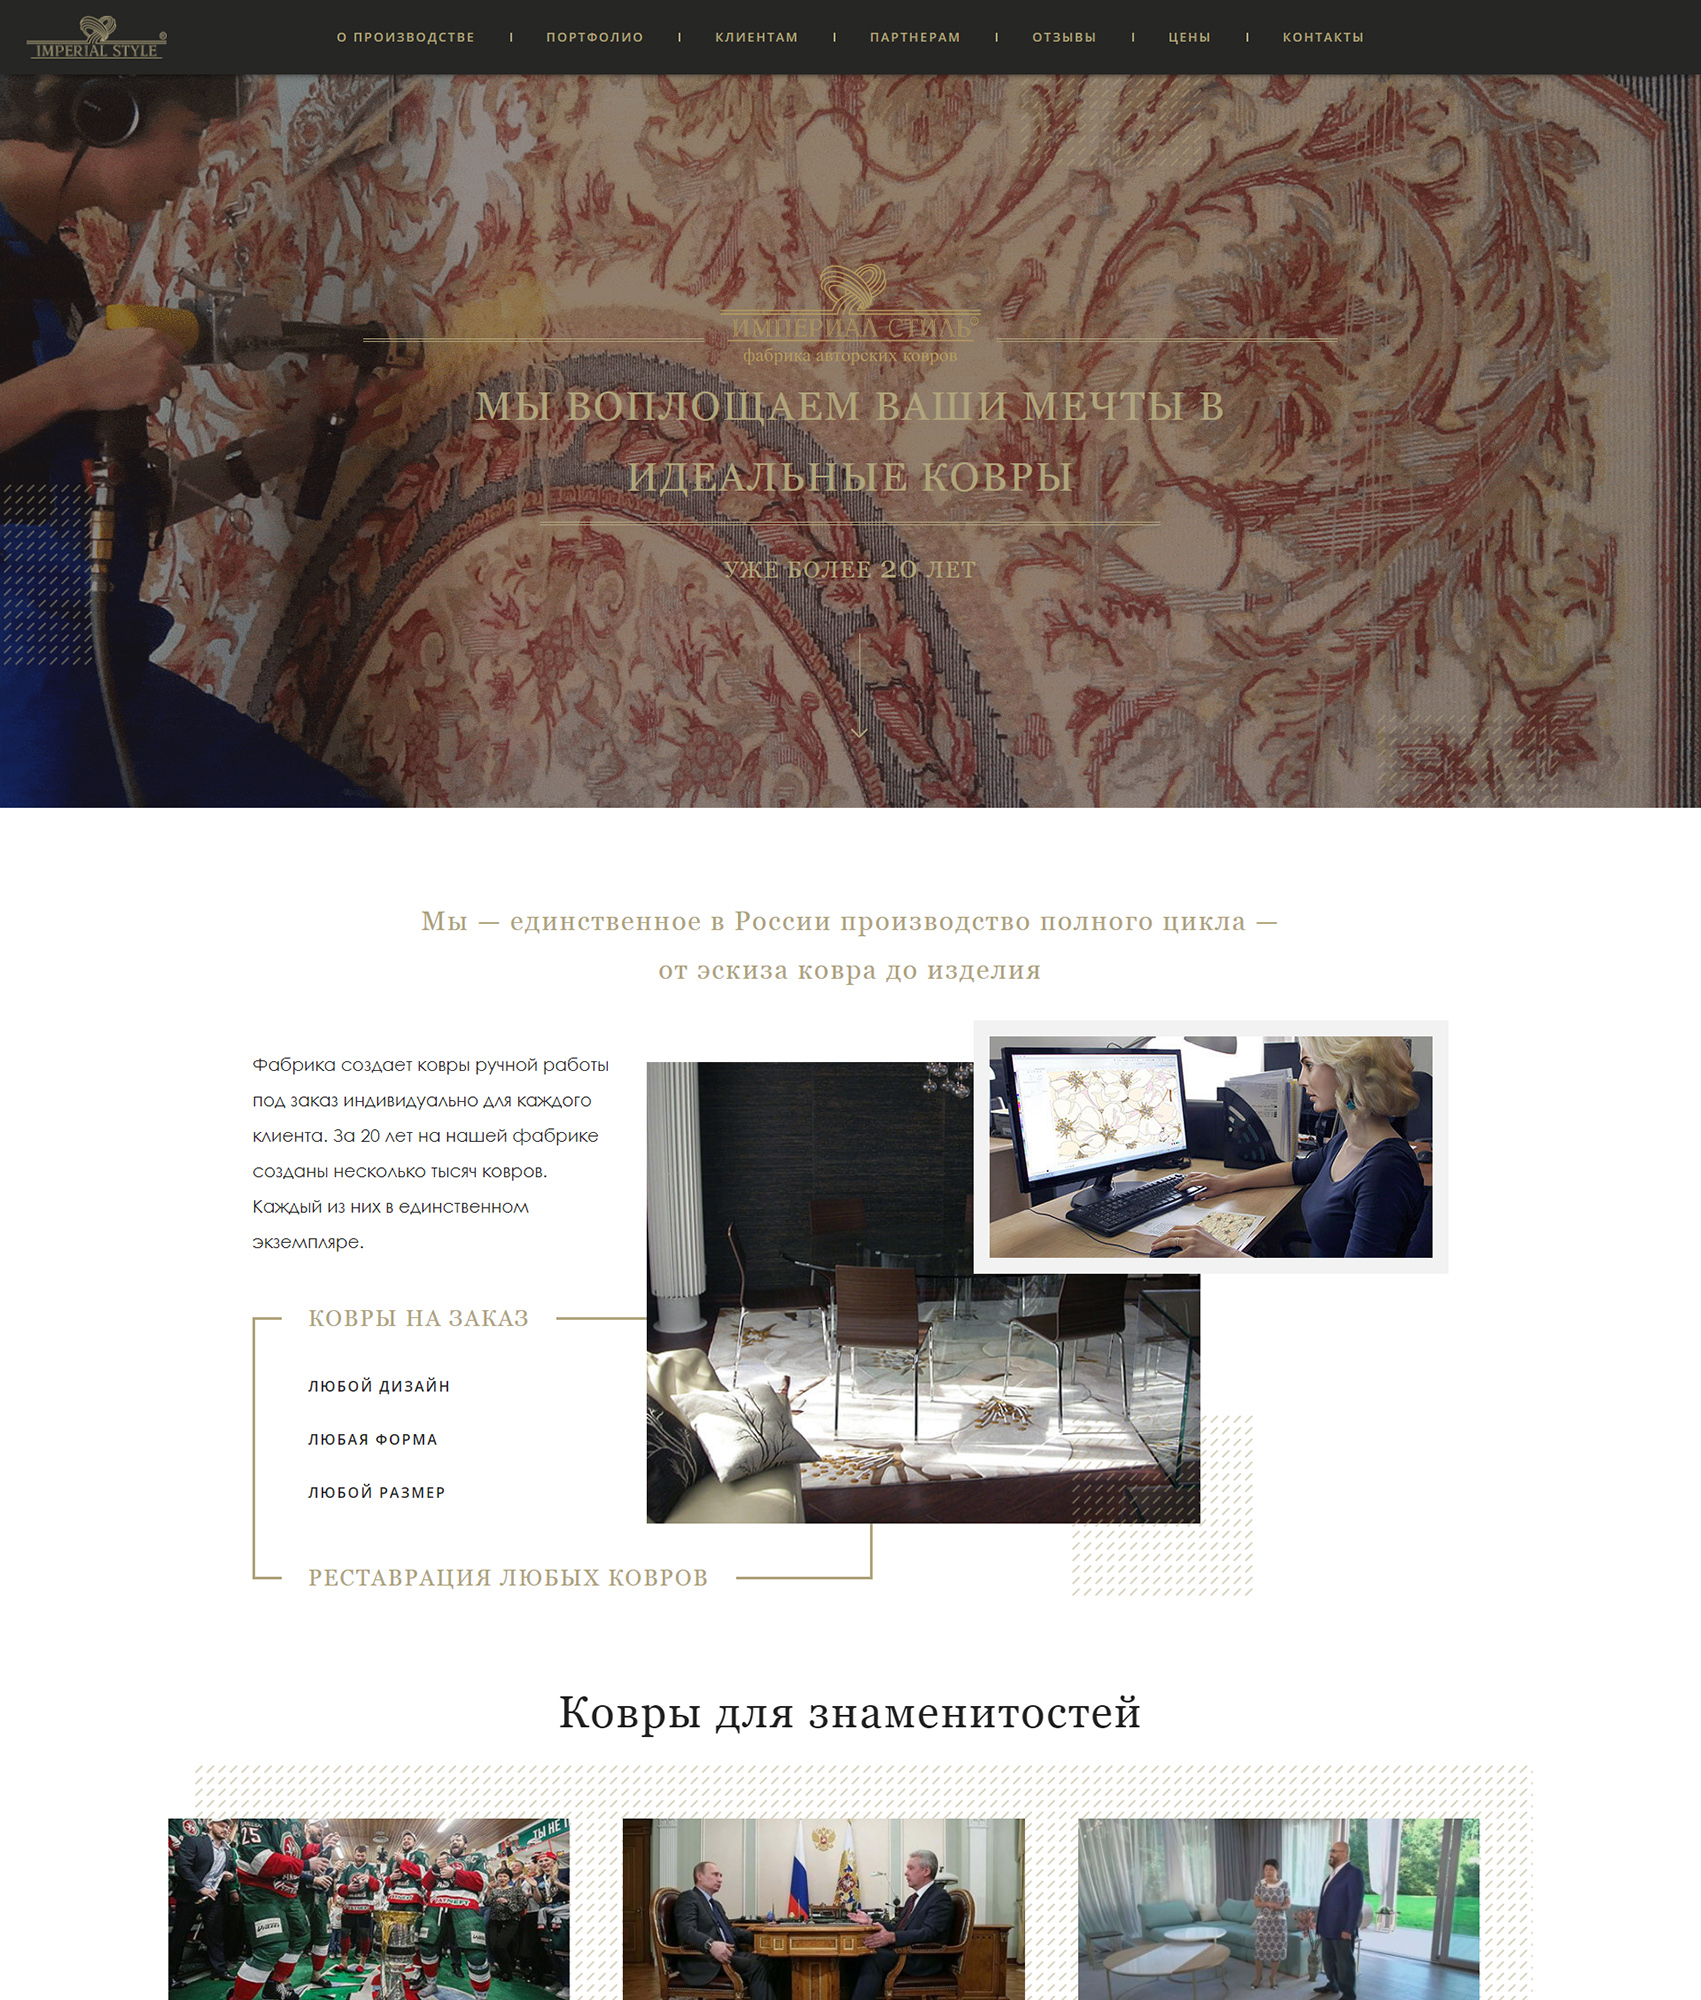 IMPERIAL STYLE®
О ПРОИЗВОДСТВЕ
ПОРТФОЛИО
КЛИЕНТАМ
ПАРТНЕРАМ
ОТЗЫВЫ
ЦЕНЫ
КОНТАКТЫ
ИМПЕРИАЛ СТИЛЬ®
фабрика авторских ковров
МЫ ВОПЛОЩАЕМ ВАШИ МЕЧТЫ В
ИДЕАЛЬНЫЕ КОВРЫ
УЖЕ БОЛЕЕ 20 ЛЕТ
Мы — единственное в России производство полного цикла —
от эскиза ковра до изделия
Фабрика создает ковры ручной работы
под заказ индивидуально для каждого
клиента. За 20 лет на нашей фабрике
созданы несколько тысяч ковров.
Каждый из них в единственном
экземпляре.
КОВРЫ НА ЗАКАЗ
ЛЮБОЙ ДИЗАЙН
ЛЮБАЯ ФОРМА
ЛЮБОЙ РАЗМЕР
РЕСТАВРАЦИЯ ЛЮБЫХ КОВРОВ
Ковры для знаменитостей
25
ТЫ НЕ